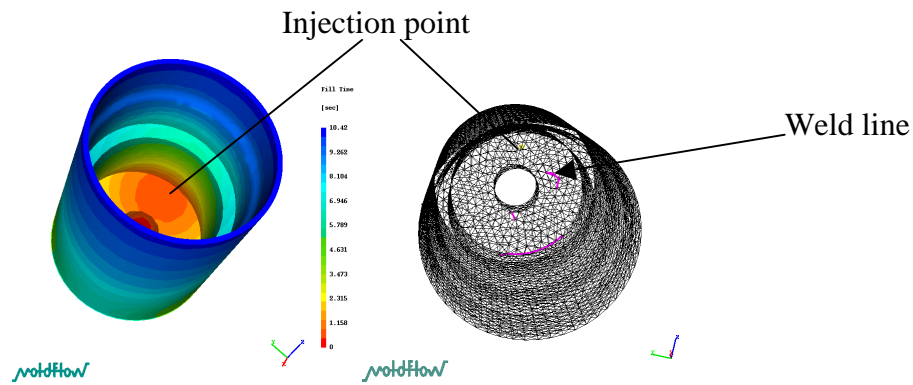 Injection point
Fill Time
[sec]
10.42
9.262
8.104
6.946
5.789
4.631
3.473
2.315
1.158
0
Weld line
moldflow
moldflow